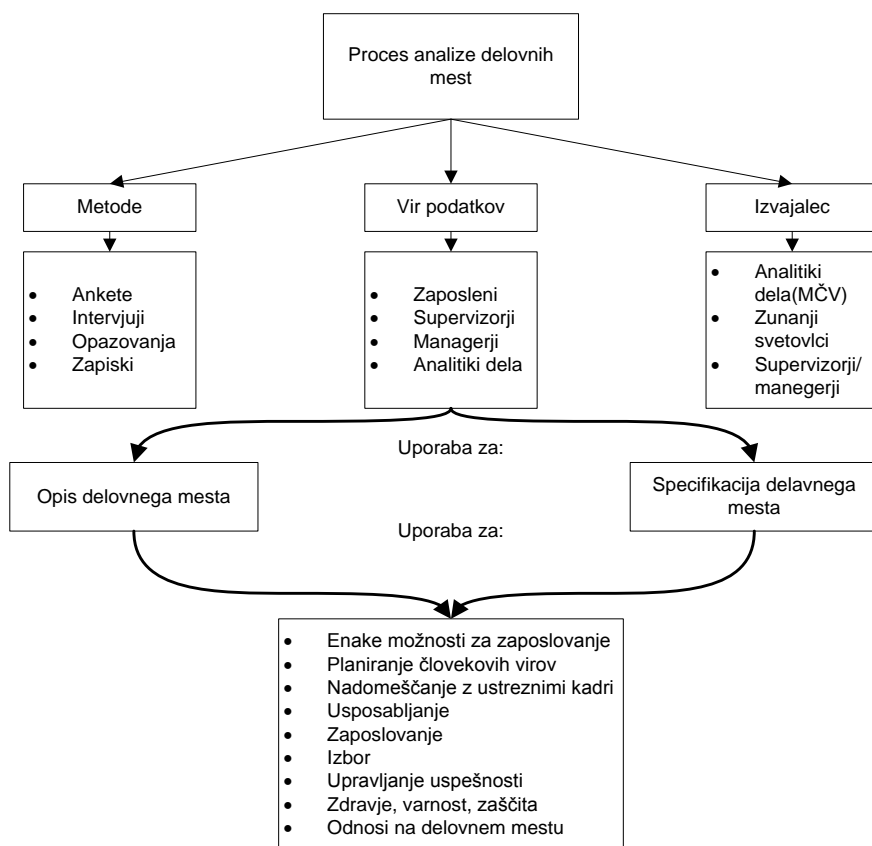 Proces analize delovnih
mest
Metode
Vir podatkov
Izvajalec
• Ankete
• Intervjuji
• Opazovanja
• Zapiski
• Zaposleni
• Supervizorji
• Managerji
• Analitiki dela
• Analitiki
dela(MČV)
• Zunanji
svetovlci
• Supervizorji/
manegerji
Uporaba za:
Opis delovnega mesta
Specifikacija delavnega
mesta
Uporaba za:
• Enake možnosti za zaposlovanje
• Planiranje človekovih virov
• Nadomeščanje z ustreznimi kadri
• Usposabljanje
• Zaposlovanje
• Izbor
• Upravljanje uspešnosti
• Zdravje, varnost, zaščita
• Odnosi na delovnem mestu